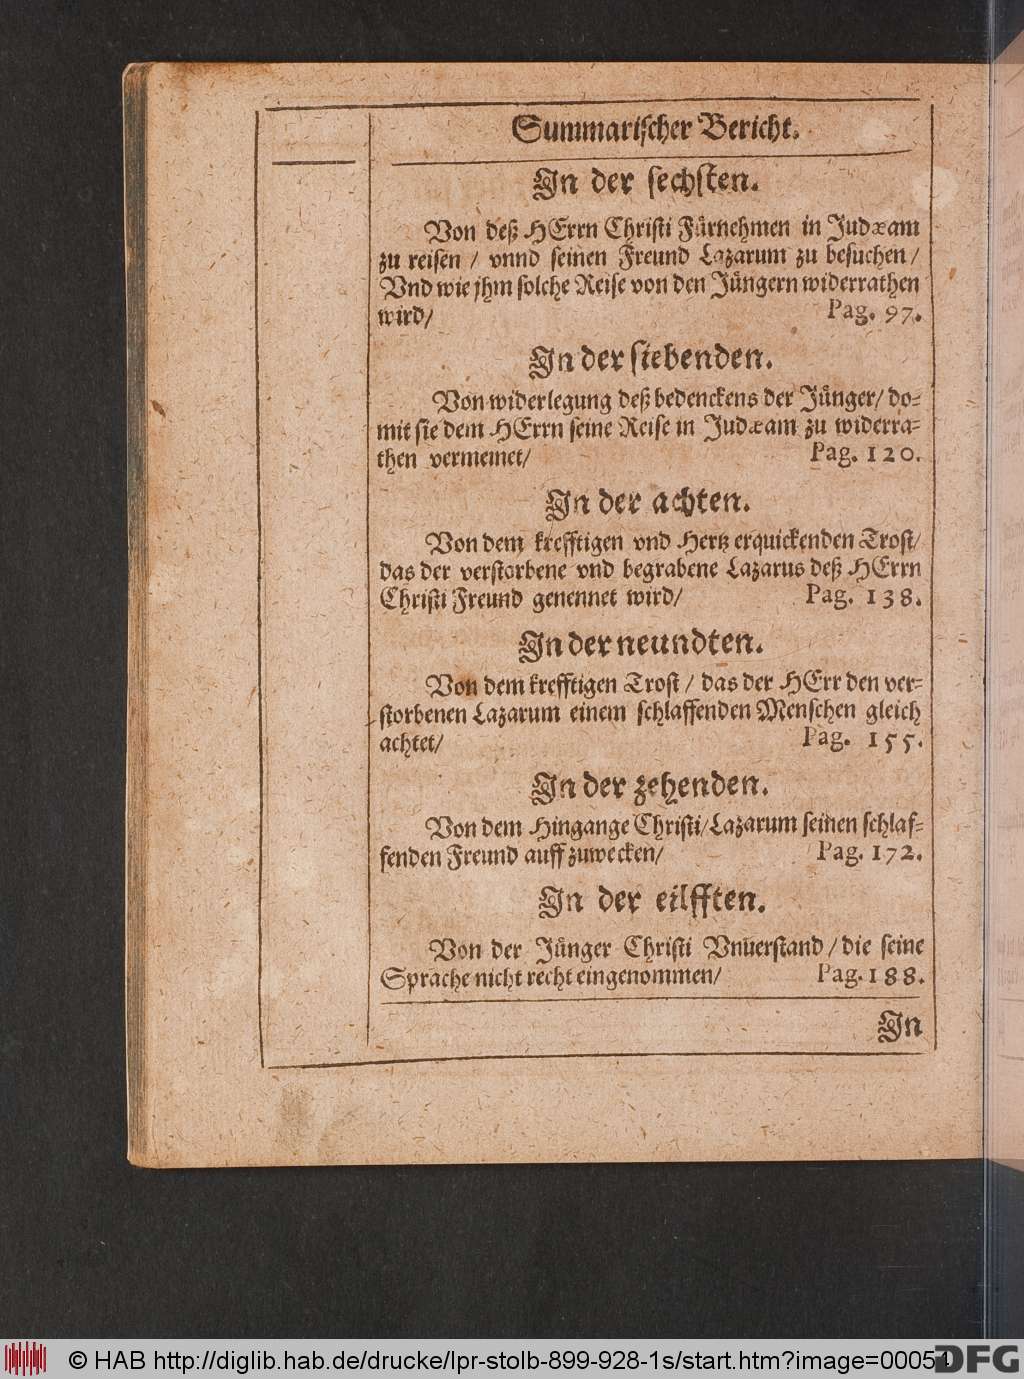 Summarischer Bericht.
In der sechsten.
Von deß HErrn Christi Fürnehmen in Judæam
zu reisen / vnnd seinen Freund Lazarum zu besuchen /
Vnd wie jhm solche Reise von den Jüngern widerrathen
wird / Pag. 97.
In der siebenden.
Von widerlegung deß bedenckens der Jünger / do-
mit sie dem HErrn seine Reise in Judæam zu widerra-
then vermeinet / Pag. 120.
In der achten.
Von dem krefftigen vnd Hertz erquickenden Trost /
das der verstorbene vnd begrabene Lazarus deß HErrn
Christi Freund genennet wird / Pag. 138.
In der neundten.
Von dem krefftigen Trost / das der HErr den ver-
storbenen Lazarum einem schlaffenden Menschen gleich
achtet / Pag. 155.
In der zehenden.
Von dem Hingange Christi / Lazarum seinen schlaf-
fenden Freund auff zuwecken / Pag. 172.
In der eilfften.
Von der Jünger Christi Vnuerstand / die seine
Sprache nicht recht eingenommen / Pag. 188.
In
© HAB http://diglib.hab.de/drucke/lpr-stolb-899-928-1s/start.htm?image=00054
DFG